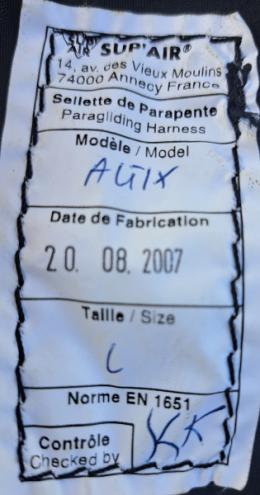 SUP'AIR®
14, av. des Vieux Moulins
74000 Annecy France
Sellette de Parapente
Paragliding Harness
Modèle / Model
ALTIX
Date de Fabrication
20. 08. 2007
Taille / Size
L
Norme EN 1651
Contrôle
Checked by
KK